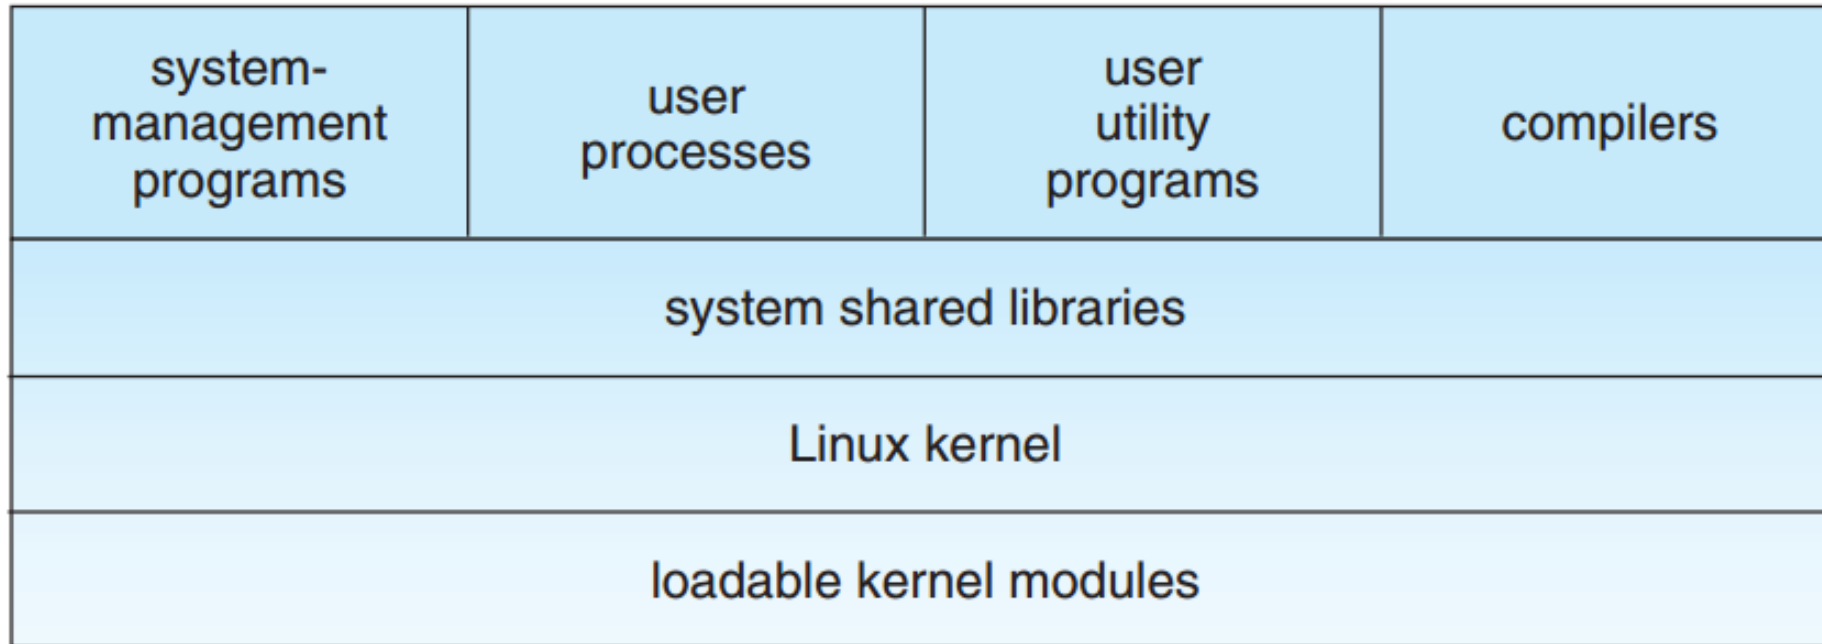 system-
management
programs
user
processes
user
utility
programs
compilers
system shared libraries
Linux kernel
loadable kernel modules